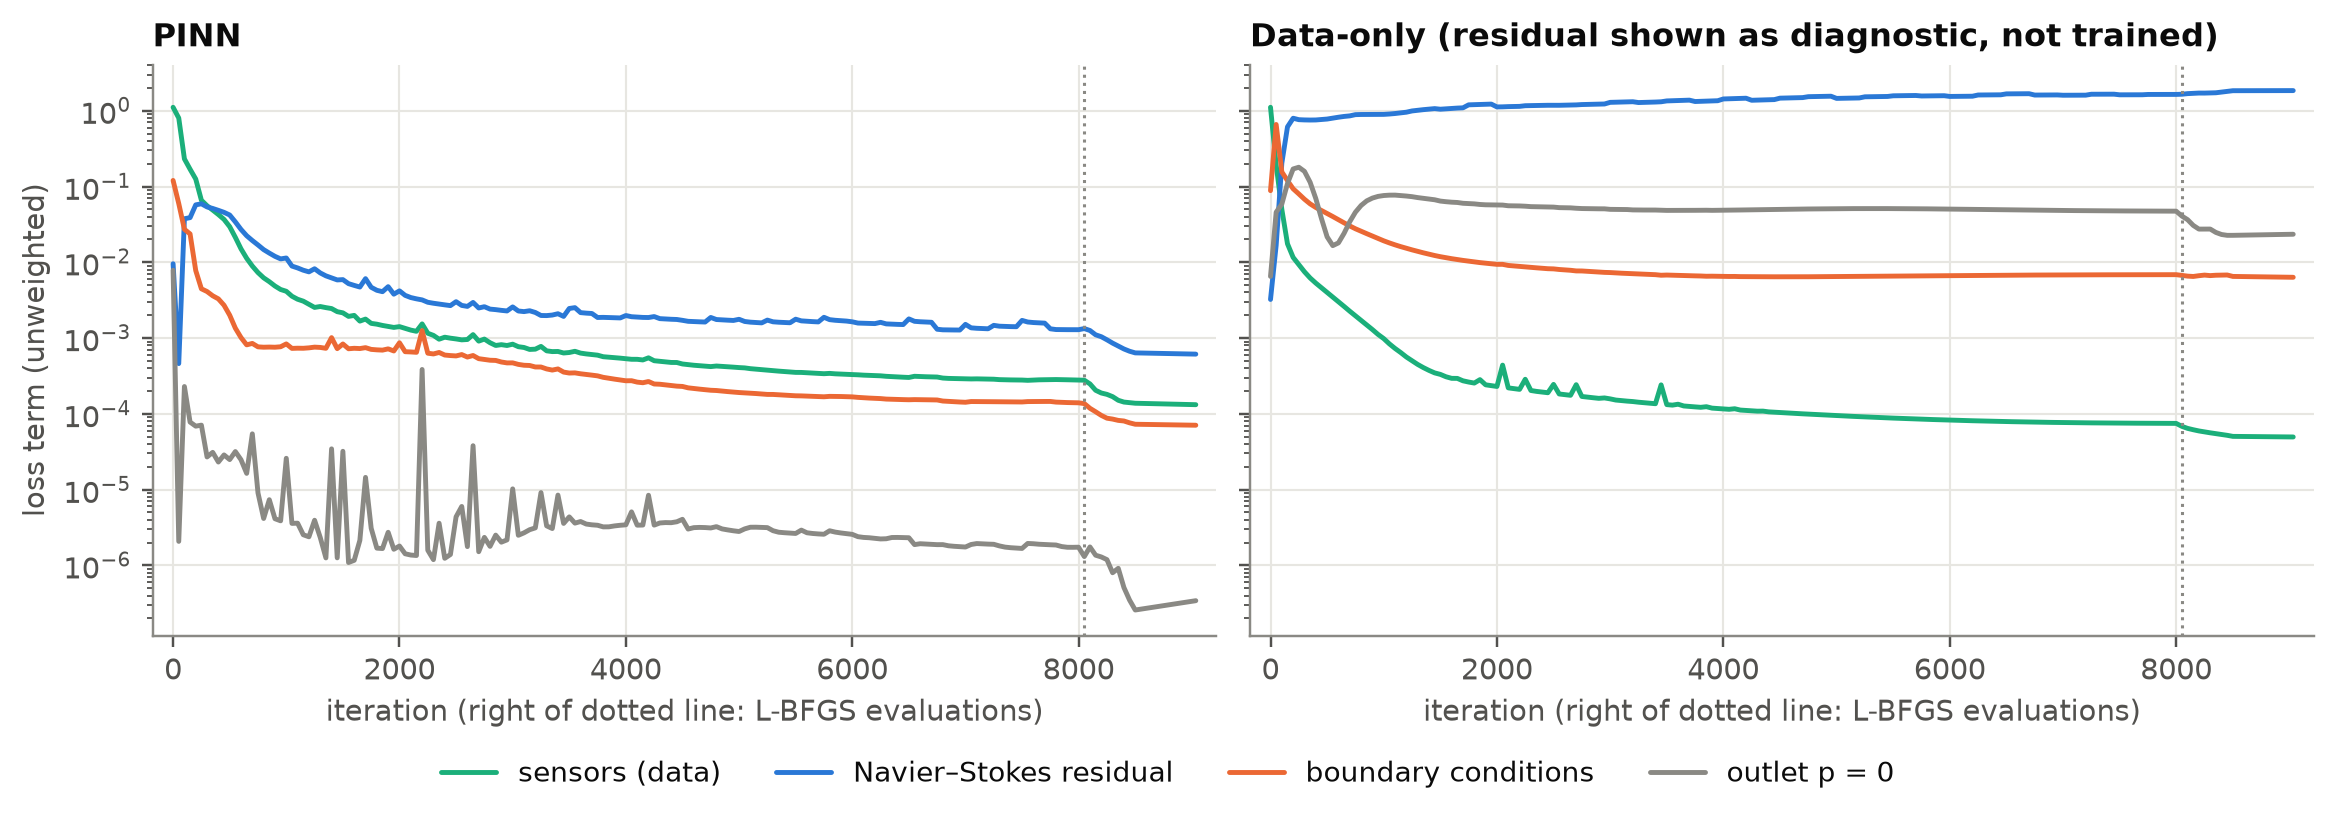 PINN
Data-only (residual shown as diagnostic, not trained)
loss term (unweighted)
10⁰
10⁻¹
10⁻²
10⁻³
10⁻⁴
10⁻⁵
10⁻⁶
0 2000 4000 6000 8000
0 2000 4000 6000 8000
iteration (right of dotted line: L-BFGS evaluations)
iteration (right of dotted line: L-BFGS evaluations)
sensors (data) Navier–Stokes residual boundary conditions outlet p = 0